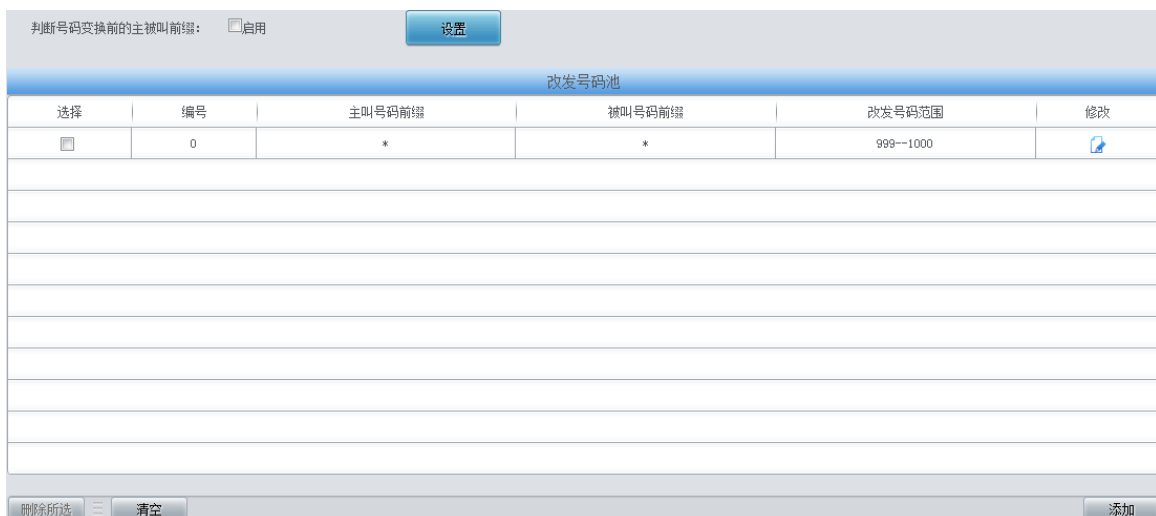 判断号码变换前的主被叫前缀： 启用 设置
改发号码池
选择 编号 主叫号码前缀 被叫号码前缀 改发号码范围 修改
0 * * 999--1000
删除所选 清空 添加